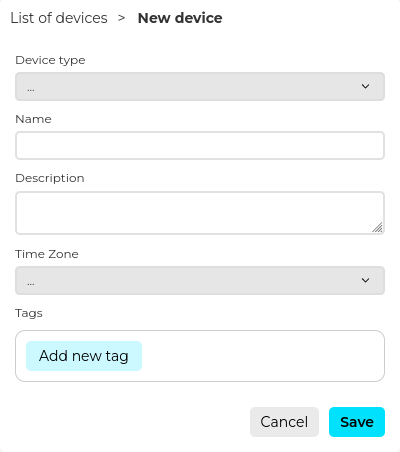 List of devices > New device
Device type
...
Name
Description
Time Zone
...
Tags
Add new tag
Cancel Save